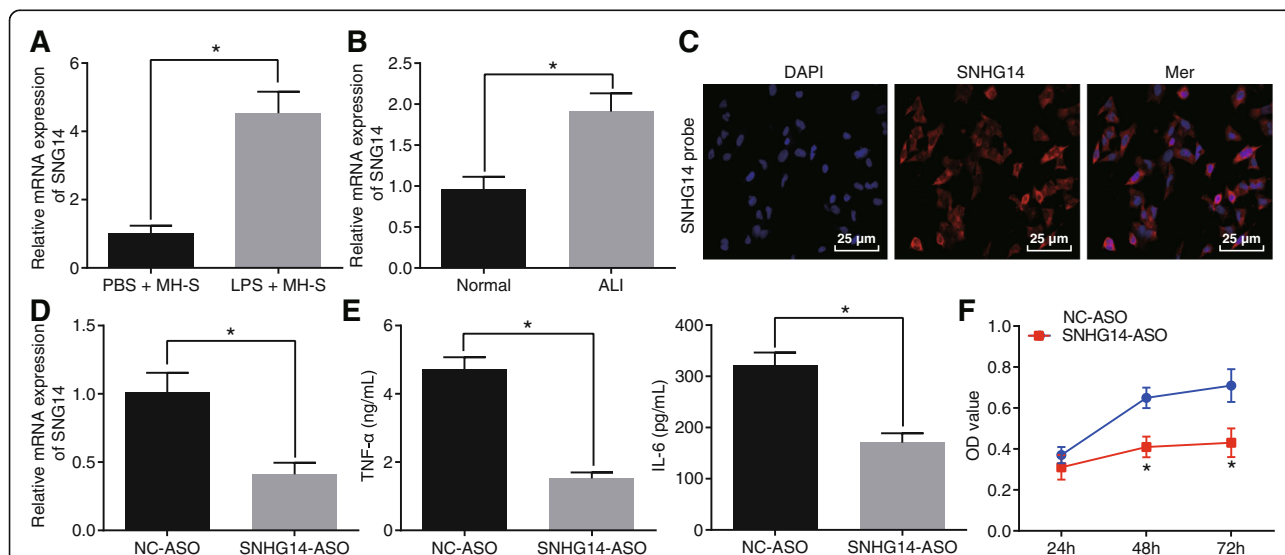 A
Relative mRNA expression
of SNG14
6
4
2
0
*
PBS + MH-S
LPS + MH-S
B
Relative mRNA expression
of SNG14
2.5
2.0
1.5
1.0
0.5
0.0
*
Normal
ALI
C
DAPI
SNHG14
Mer
SNHG14 probe
25 µm
25 µm
25 µm
D
Relative mRNA expression
of SNG14
1.5
1.0
0.5
0.0
*
NC-ASO
SNHG14-ASO
E
TNF-α (ng/mL)
6
4
2
0
*
NC-ASO
SNHG14-ASO
IL-6 (pg/mL)
400
300
200
100
0
*
NC-ASO
SNHG14-ASO
F
NC-ASO
SNHG14-ASO
OD value
1.0
0.8
0.6
0.4
0.2
0.0
*
*
24h
48h
72h